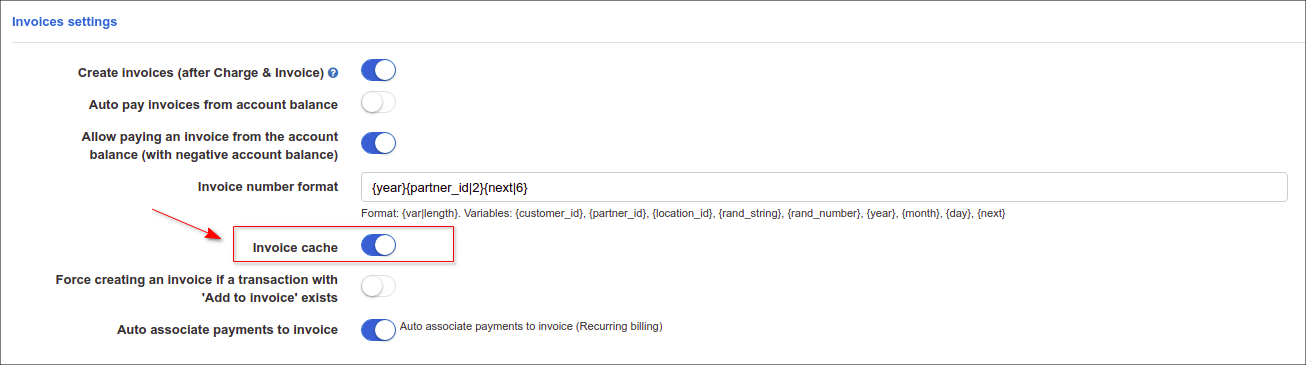 Invoices settings
Create invoices (after Charge & Invoice) ?
Auto pay invoices from account balance
Allow paying an invoice from the account
balance (with negative account balance)
Invoice number format
{year}{partner_id|2}{next|6}
Format: {var|length}. Variables: {customer_id}, {partner_id}, {location_id}, {rand_string}, {rand_number}, {year}, {month}, {day}, {next}
Invoice cache
Force creating an invoice if a transaction with
'Add to invoice' exists
Auto associate payments to invoice
Auto associate payments to invoice (Recurring billing)